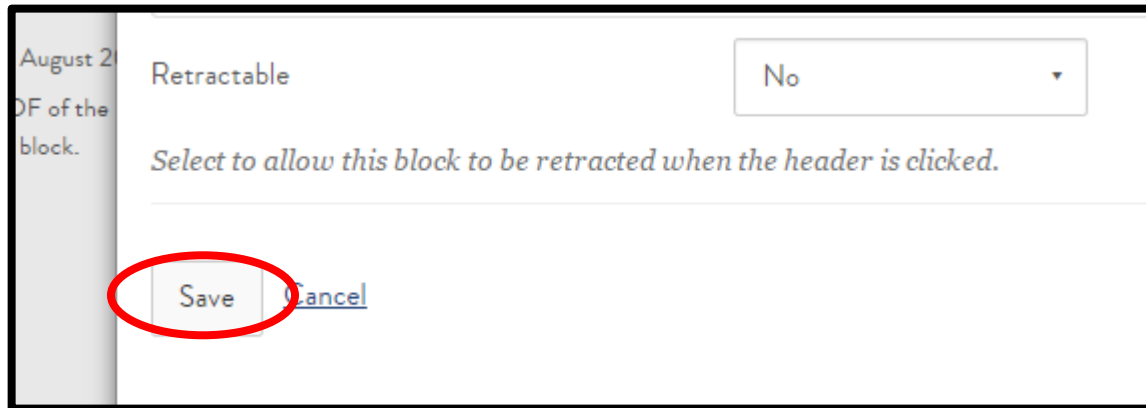 August 2
Retractable
No
OF of the
block.
Select to allow this block to be retracted when the header is clicked.
Save
Cancel